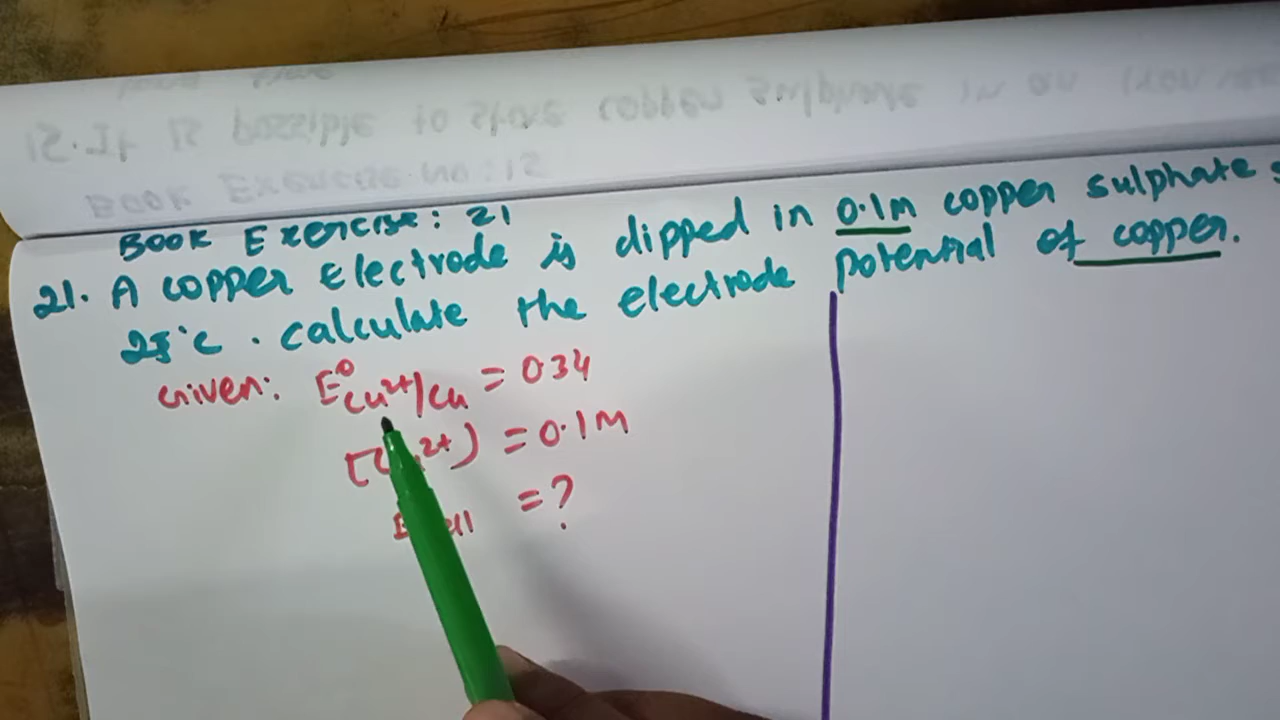 BOOK Exercise: 21
21. A copper Electrode is dipped in 0.1M copper sulphate
25°C. calculate the electrode potential of copper.
Given: E⁰Cu²⁺/Cu = 0.34
[Cu²⁺) = 0.1M
= ?